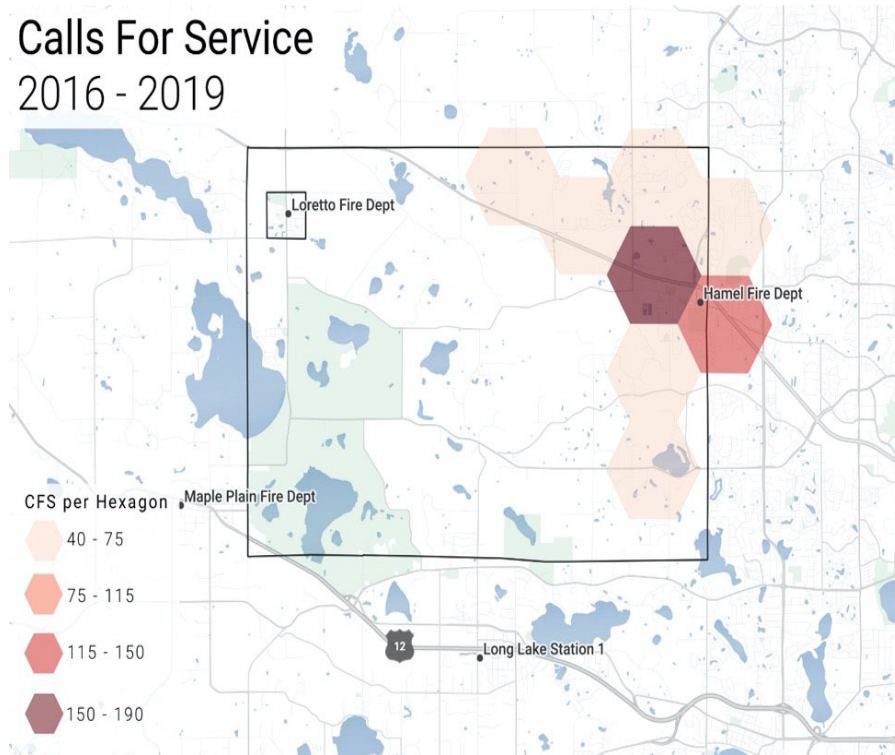 Calls For Service
2016 - 2019
Loretto Fire Dept
Hamel Fire Dept
Maple Plain Fire Dept
CFS per Hexagon
40 - 75
75 - 115
115 - 150
150 - 190
12
Long Lake Station 1